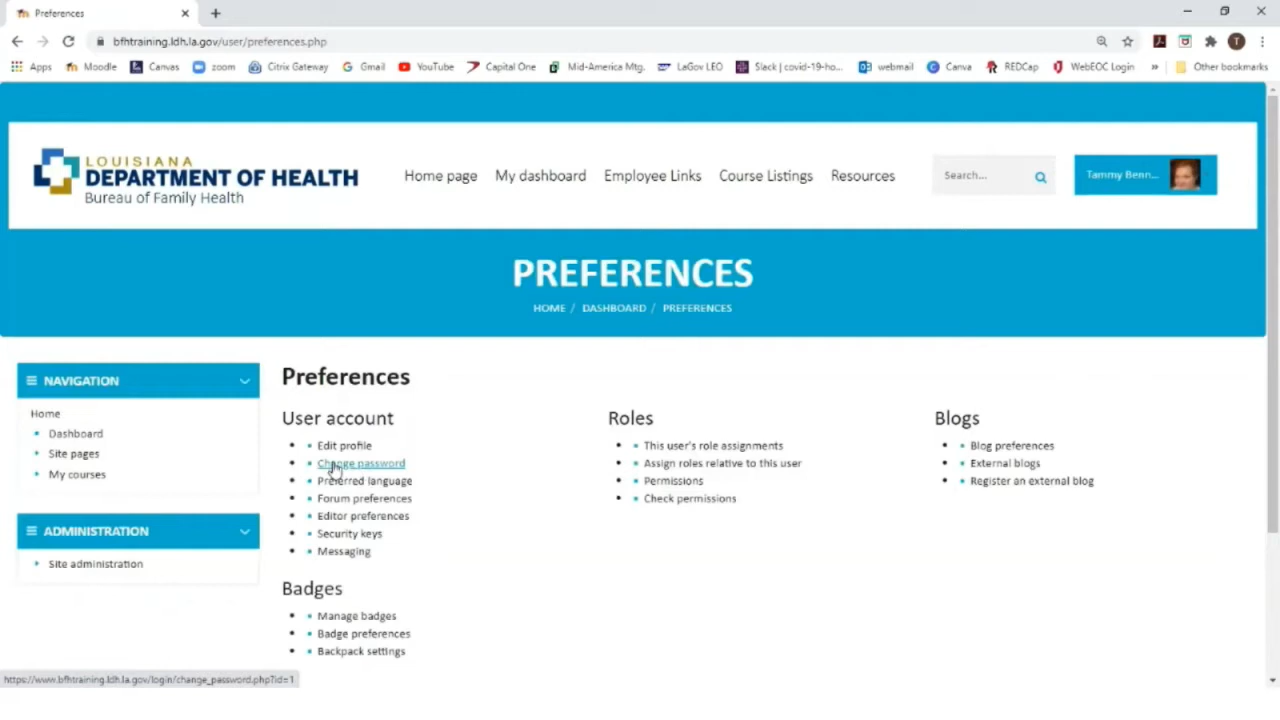 Preferences
bfhtraining.ldh.la.gov/user/preferences.php
T
Apps Moodle Canvas zoom Citrix Gateway Gmail YouTube Capital One Mid-America Mtg. LaGov LEO Slack | covid-19-ho... webmail Canva REDCap WebEOC Login » Other bookmarks
LOUISIANA
DEPARTMENT OF HEALTH
Bureau of Family Health
Home page My dashboard Employee Links Course Listings Resources
Search...
Tammy Benn...
PREFERENCES
HOME / DASHBOARD / PREFERENCES
NAVIGATION
Home
Dashboard
Site pages
My courses
ADMINISTRATION
Site administration
Preferences
User account
Edit profile
Change password
Preferred language
Forum preferences
Editor preferences
Security keys
Messaging
Badges
Manage badges
Badge preferences
Backpack settings
Roles
This user's role assignments
Assign roles relative to this user
Permissions
Check permissions
Blogs
Blog preferences
External blogs
Register an external blog
https://www.bfhtraining.ldh.la.gov/login/change_password.php?id=1